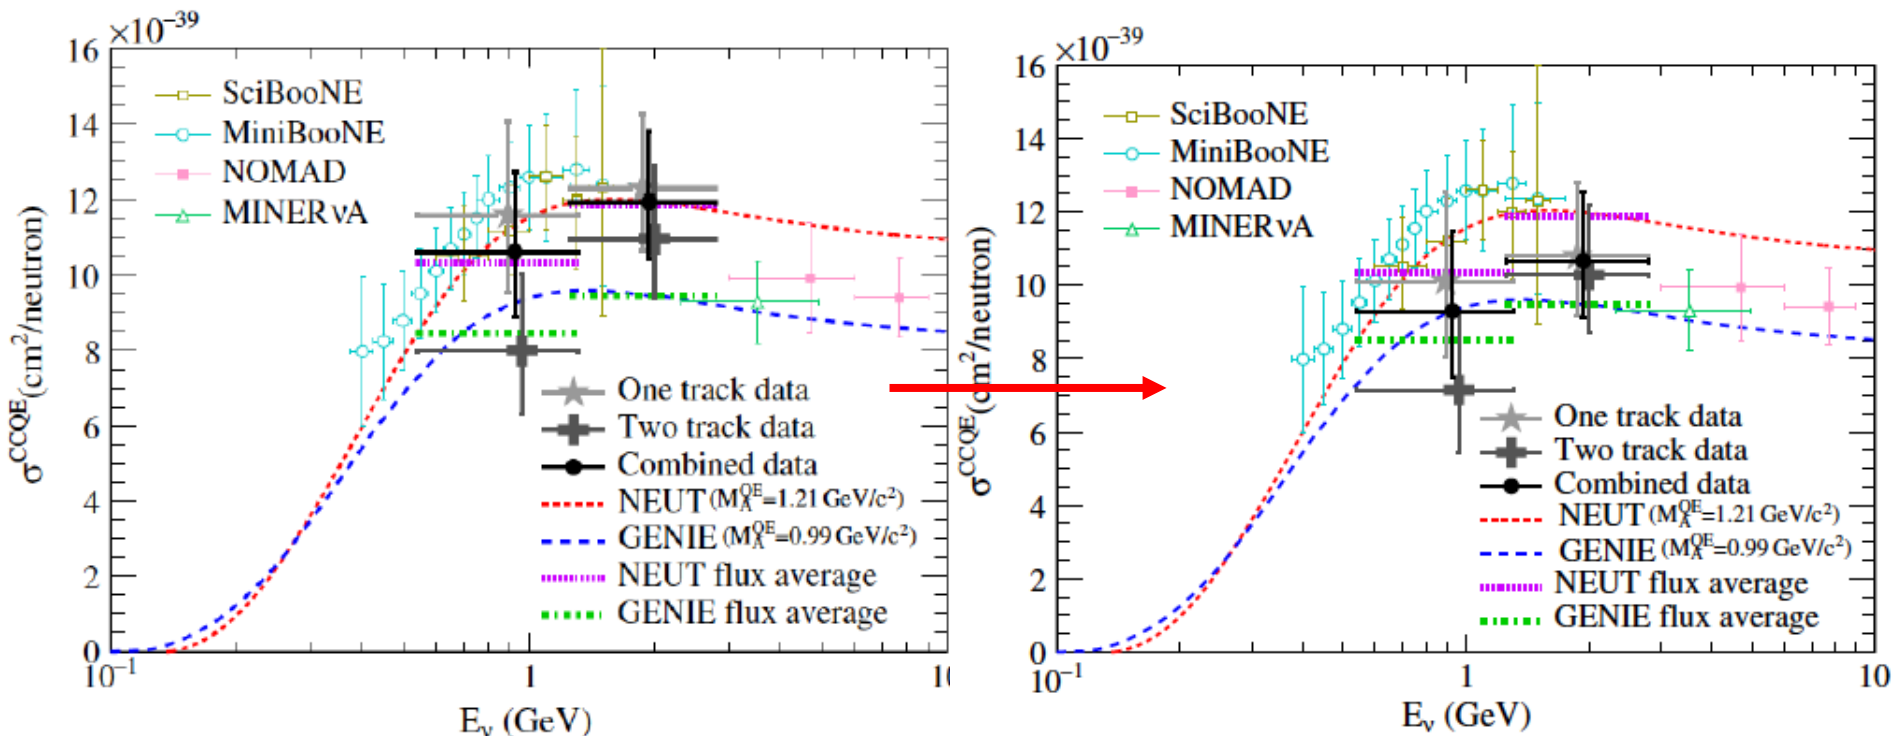 ×10⁻³⁹
16
14
12
10
8
6
4
2
0
σ^CCQE(cm²/neutron)
SciBooNE
MiniBooNE
NOMAD
MINERνA
One track data
Two track data
Combined data
NEUT (M_A^QE=1.21 GeV/c²)
GENIE (M_A^QE=0.99 GeV/c²)
NEUT flux average
GENIE flux average
10⁻¹
1
E_ν (GeV)
×10⁻³⁹
16
14
12
10
8
6
4
2
0
σ^CCQE(cm²/neutron)
SciBooNE
MiniBooNE
NOMAD
MINERνA
One track data
Two track data
Combined data
NEUT (M_A^QE=1.21 GeV/c²)
GENIE (M_A^QE=0.99 GeV/c²)
NEUT flux average
GENIE flux average
10⁻¹
1
10
E_ν (GeV)